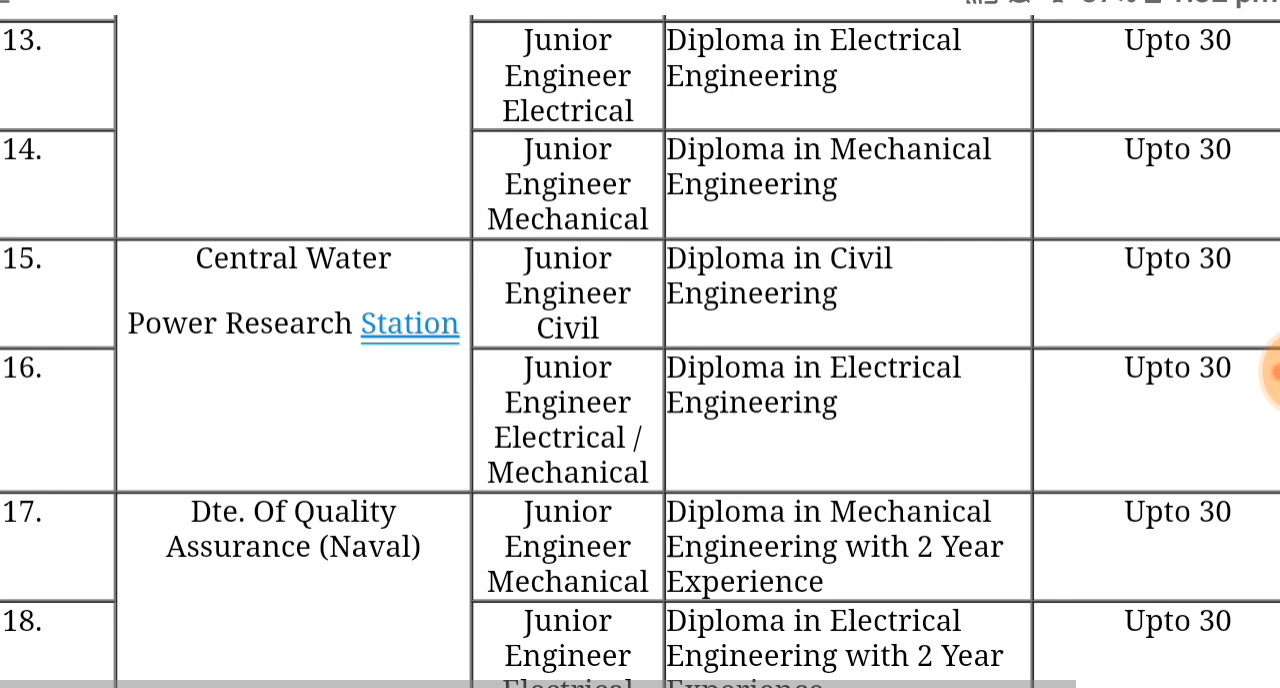 13.
Junior
Engineer
Electrical
Diploma in Electrical
Engineering
Upto 30
14.
Junior
Engineer
Mechanical
Diploma in Mechanical
Engineering
Upto 30
15.
Central Water
Power Research Station
Junior
Engineer
Civil
Diploma in Civil
Engineering
Upto 30
16.
Junior
Engineer
Electrical /
Mechanical
Diploma in Electrical
Engineering
Upto 30
17.
Dte. Of Quality
Assurance (Naval)
Junior
Engineer
Mechanical
Diploma in Mechanical
Engineering with 2 Year
Experience
Upto 30
18.
Junior
Engineer
Electrical
Diploma in Electrical
Engineering with 2 Year
Experience
Upto 30